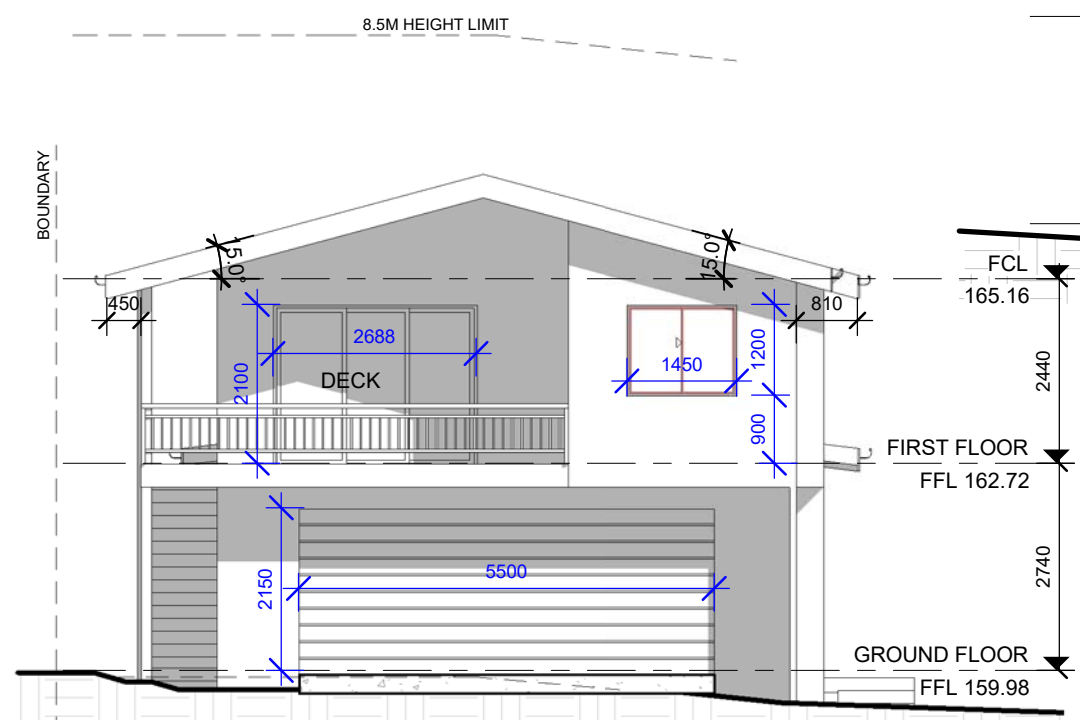 8.5M HEIGHT LIMIT
BOUNDARY
15.0°
15.0°
FCL
165.16
450
810
2688
1450
1200
2100
DECK
2440
900
FIRST FLOOR
FFL 162.72
2740
5500
2150
GROUND FLOOR
FFL 159.98